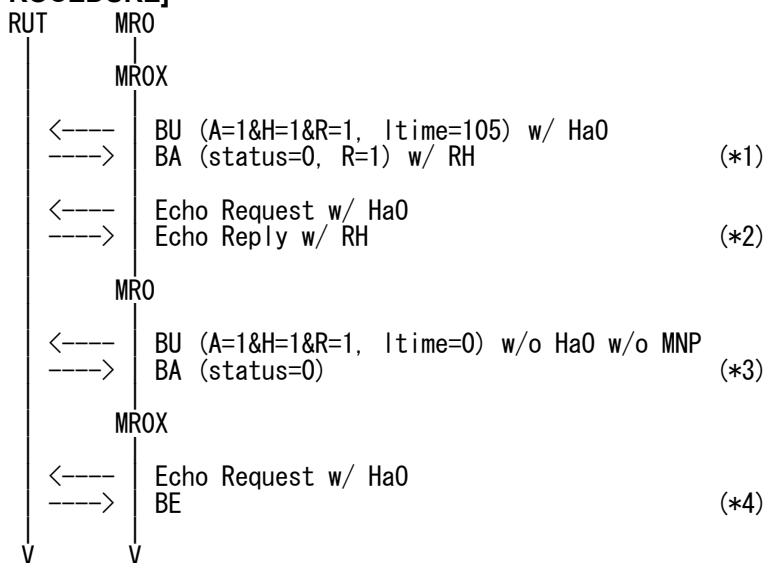 RUT MR0
MR0X
<---- BU (A=1&H=1&R=1, ltime=105) w/ HaO
----> BA (status=0, R=1) w/ RH (*1)
<---- Echo Request w/ HaO
----> Echo Reply w/ RH (*2)
MR0
<---- BU (A=1&H=1&R=1, ltime=0) w/o HaO w/o MNP
----> BA (status=0) (*3)
MR0X
<---- Echo Request w/ HaO
----> BE (*4)
V V